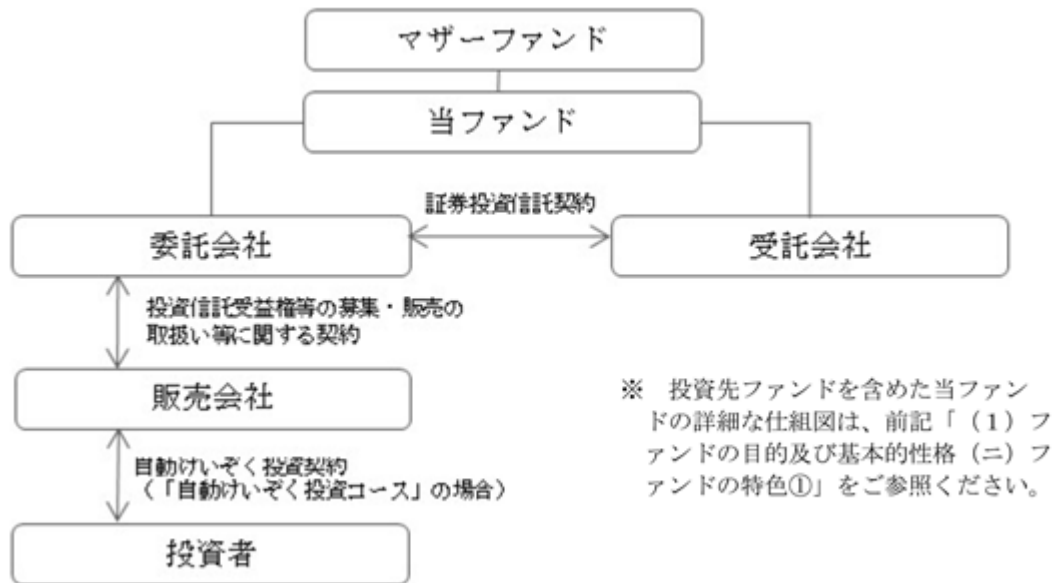 マザーファンド
当ファンド
証券投資信託契約
委託会社
受託会社
投資信託受益権等の募集・販売の
取扱い等に関する契約
販売会社
※　投資先ファンドを含めた当ファン
ドの詳細な仕組図は、前記「（1）フ
ァンドの目的及び基本的性格（ニ）フ
ァンドの特色①」をご参照ください。
自動けいぞく投資契約
（「自動けいぞく投資コース」の場合）
投資者